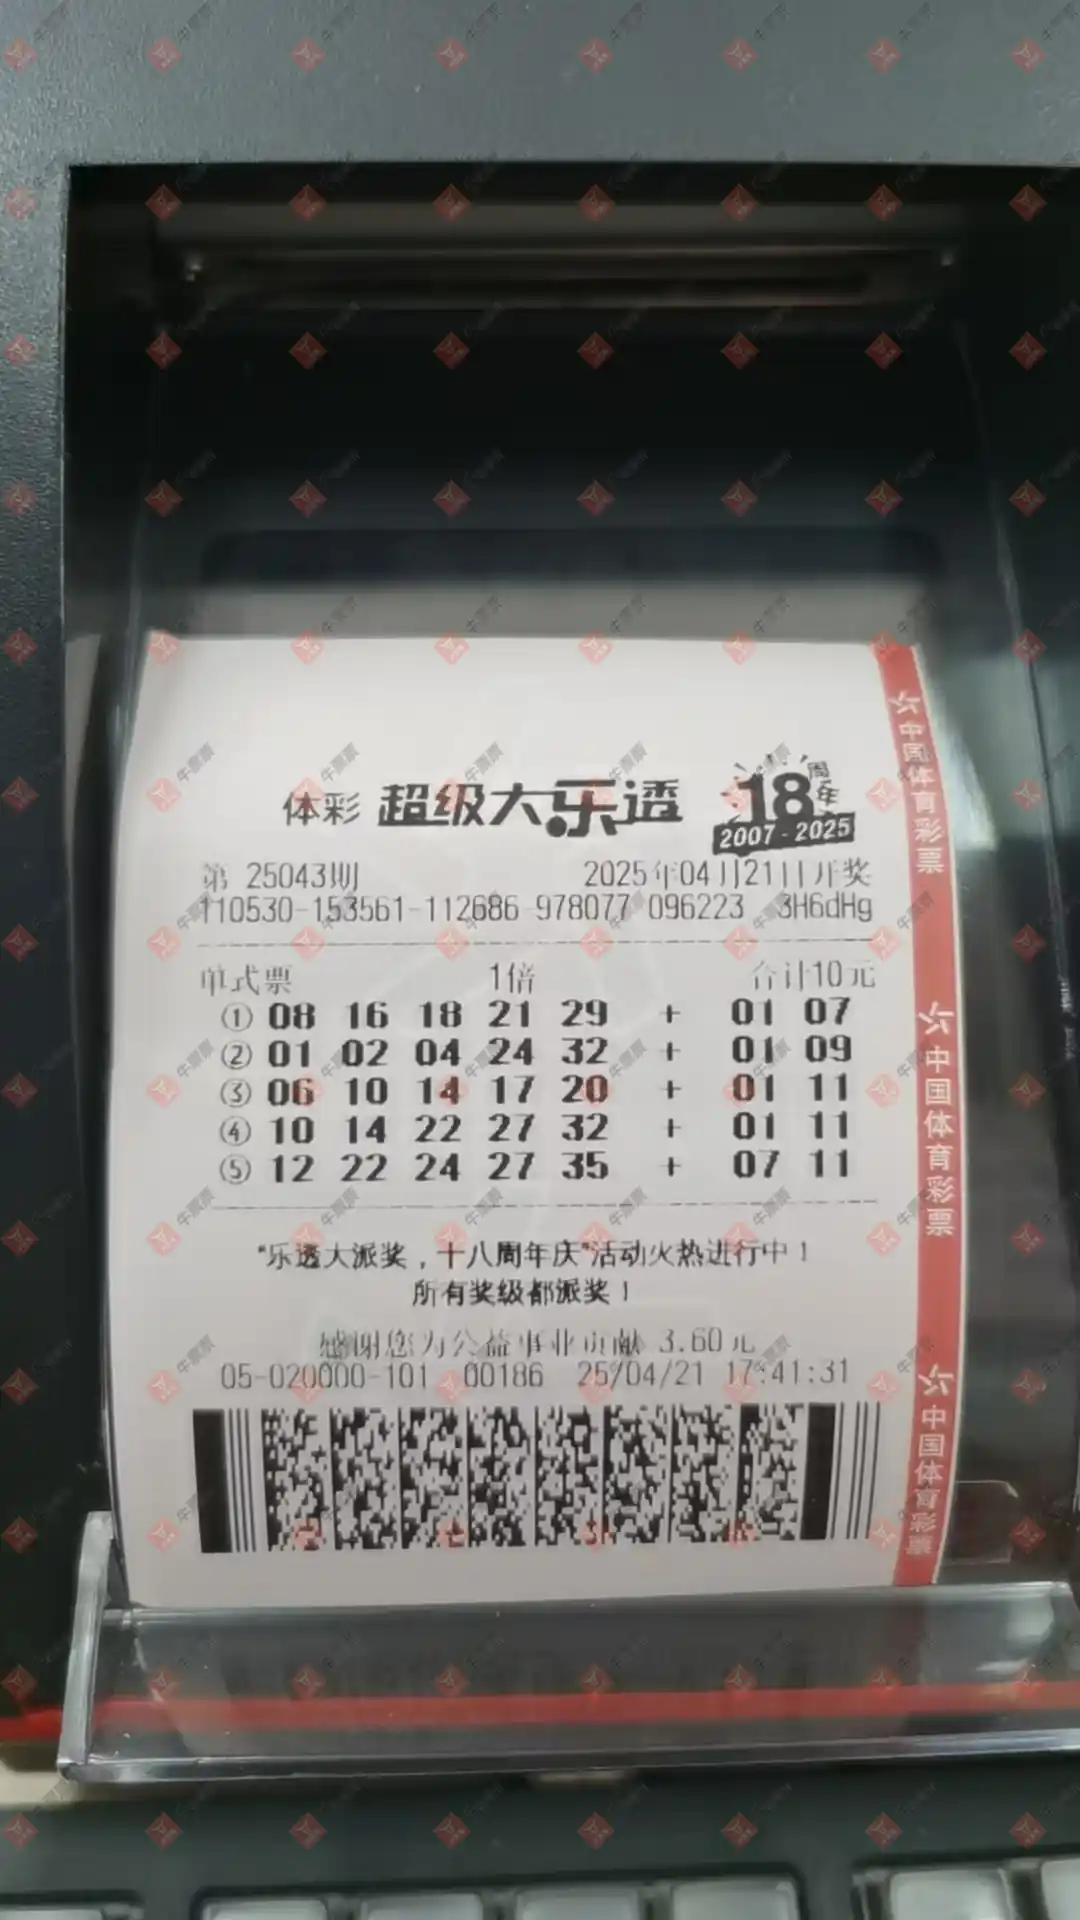 体彩 超级大乐透 18周年
2007-2025
第 25043期 2025年04月21日开奖
110530-153561-112686-978077 096223 3H6dHg
单式票 1倍 合计10元
① 08 16 18 21 29 + 01 07
② 01 02 04 24 32 + 01 09
③ 06 10 14 17 20 + 01 11
④ 10 14 22 27 32 + 01 11
⑤ 12 22 24 27 35 + 07 11
“乐透大派奖，十八周年庆”活动火热进行中！
所有奖级都派奖！
感谢您为公益事业贡献 3.60元
05-020000-101 00186 25/04/21 17:41:31
中国体育彩票
中国体育彩票
中国体育彩票